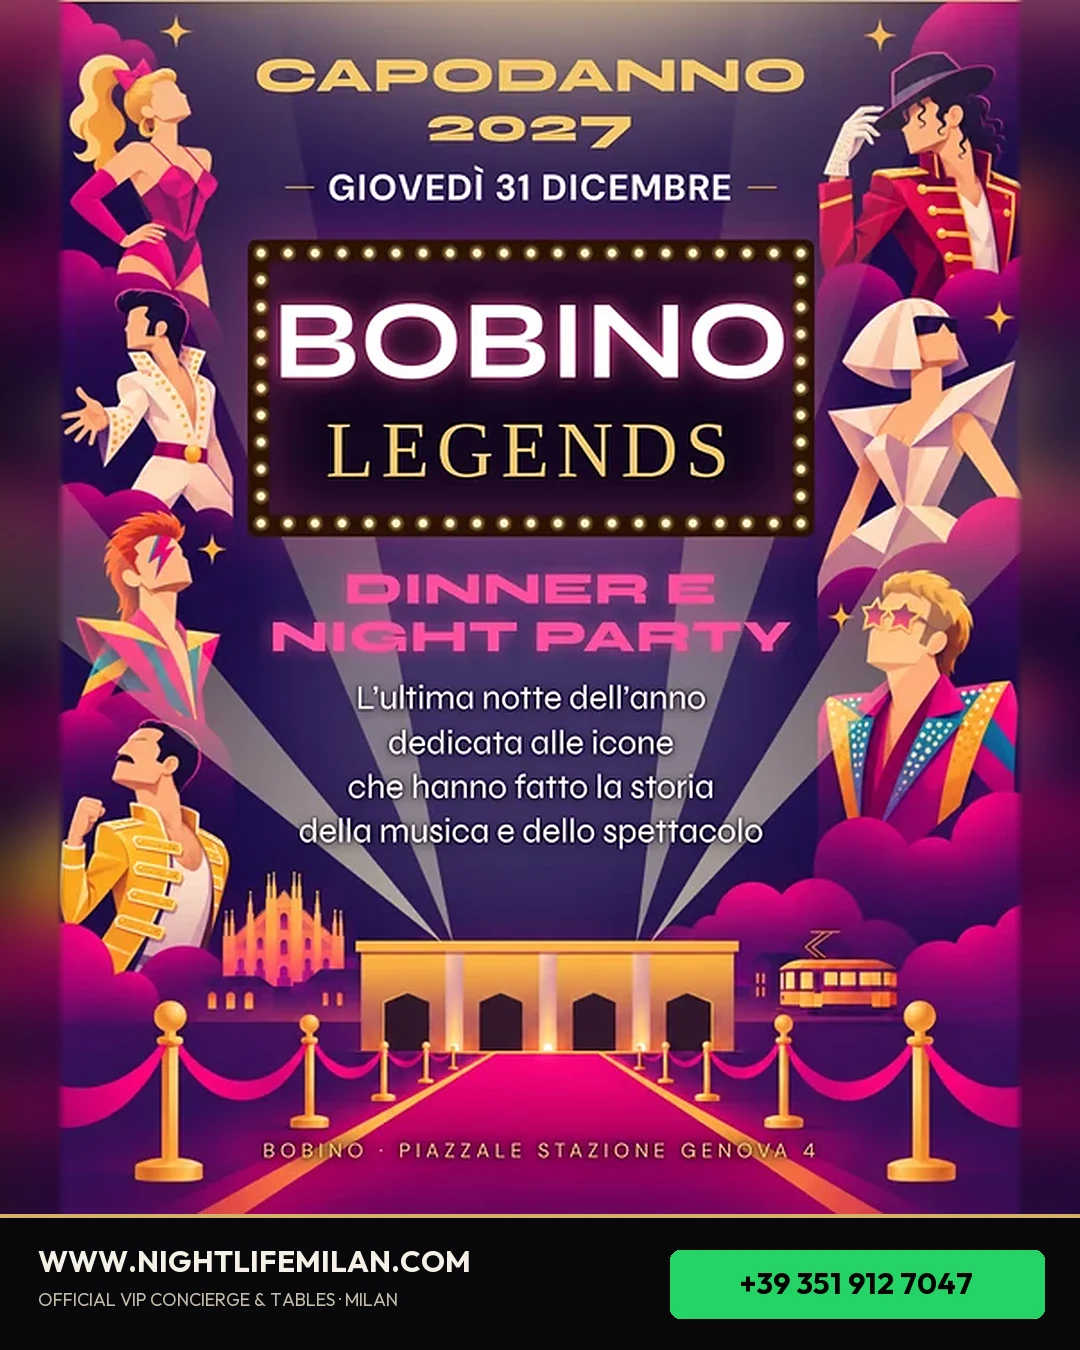 CAPODANNO
2027
GIOVEDÌ 31 DICEMBRE
BOBINO
LEGENDS
DINNER E
NIGHT PARTY
L’ultima notte dell’anno
dedicata alle icone
che hanno fatto la storia
della musica e dello spettacolo
BOBINO · PIAZZALE STAZIONE GENOVA 4
WWW.NIGHTLIFEMILAN.COM
OFFICIAL VIP CONCIERGE & TABLES · MILAN
+39 351 912 7047